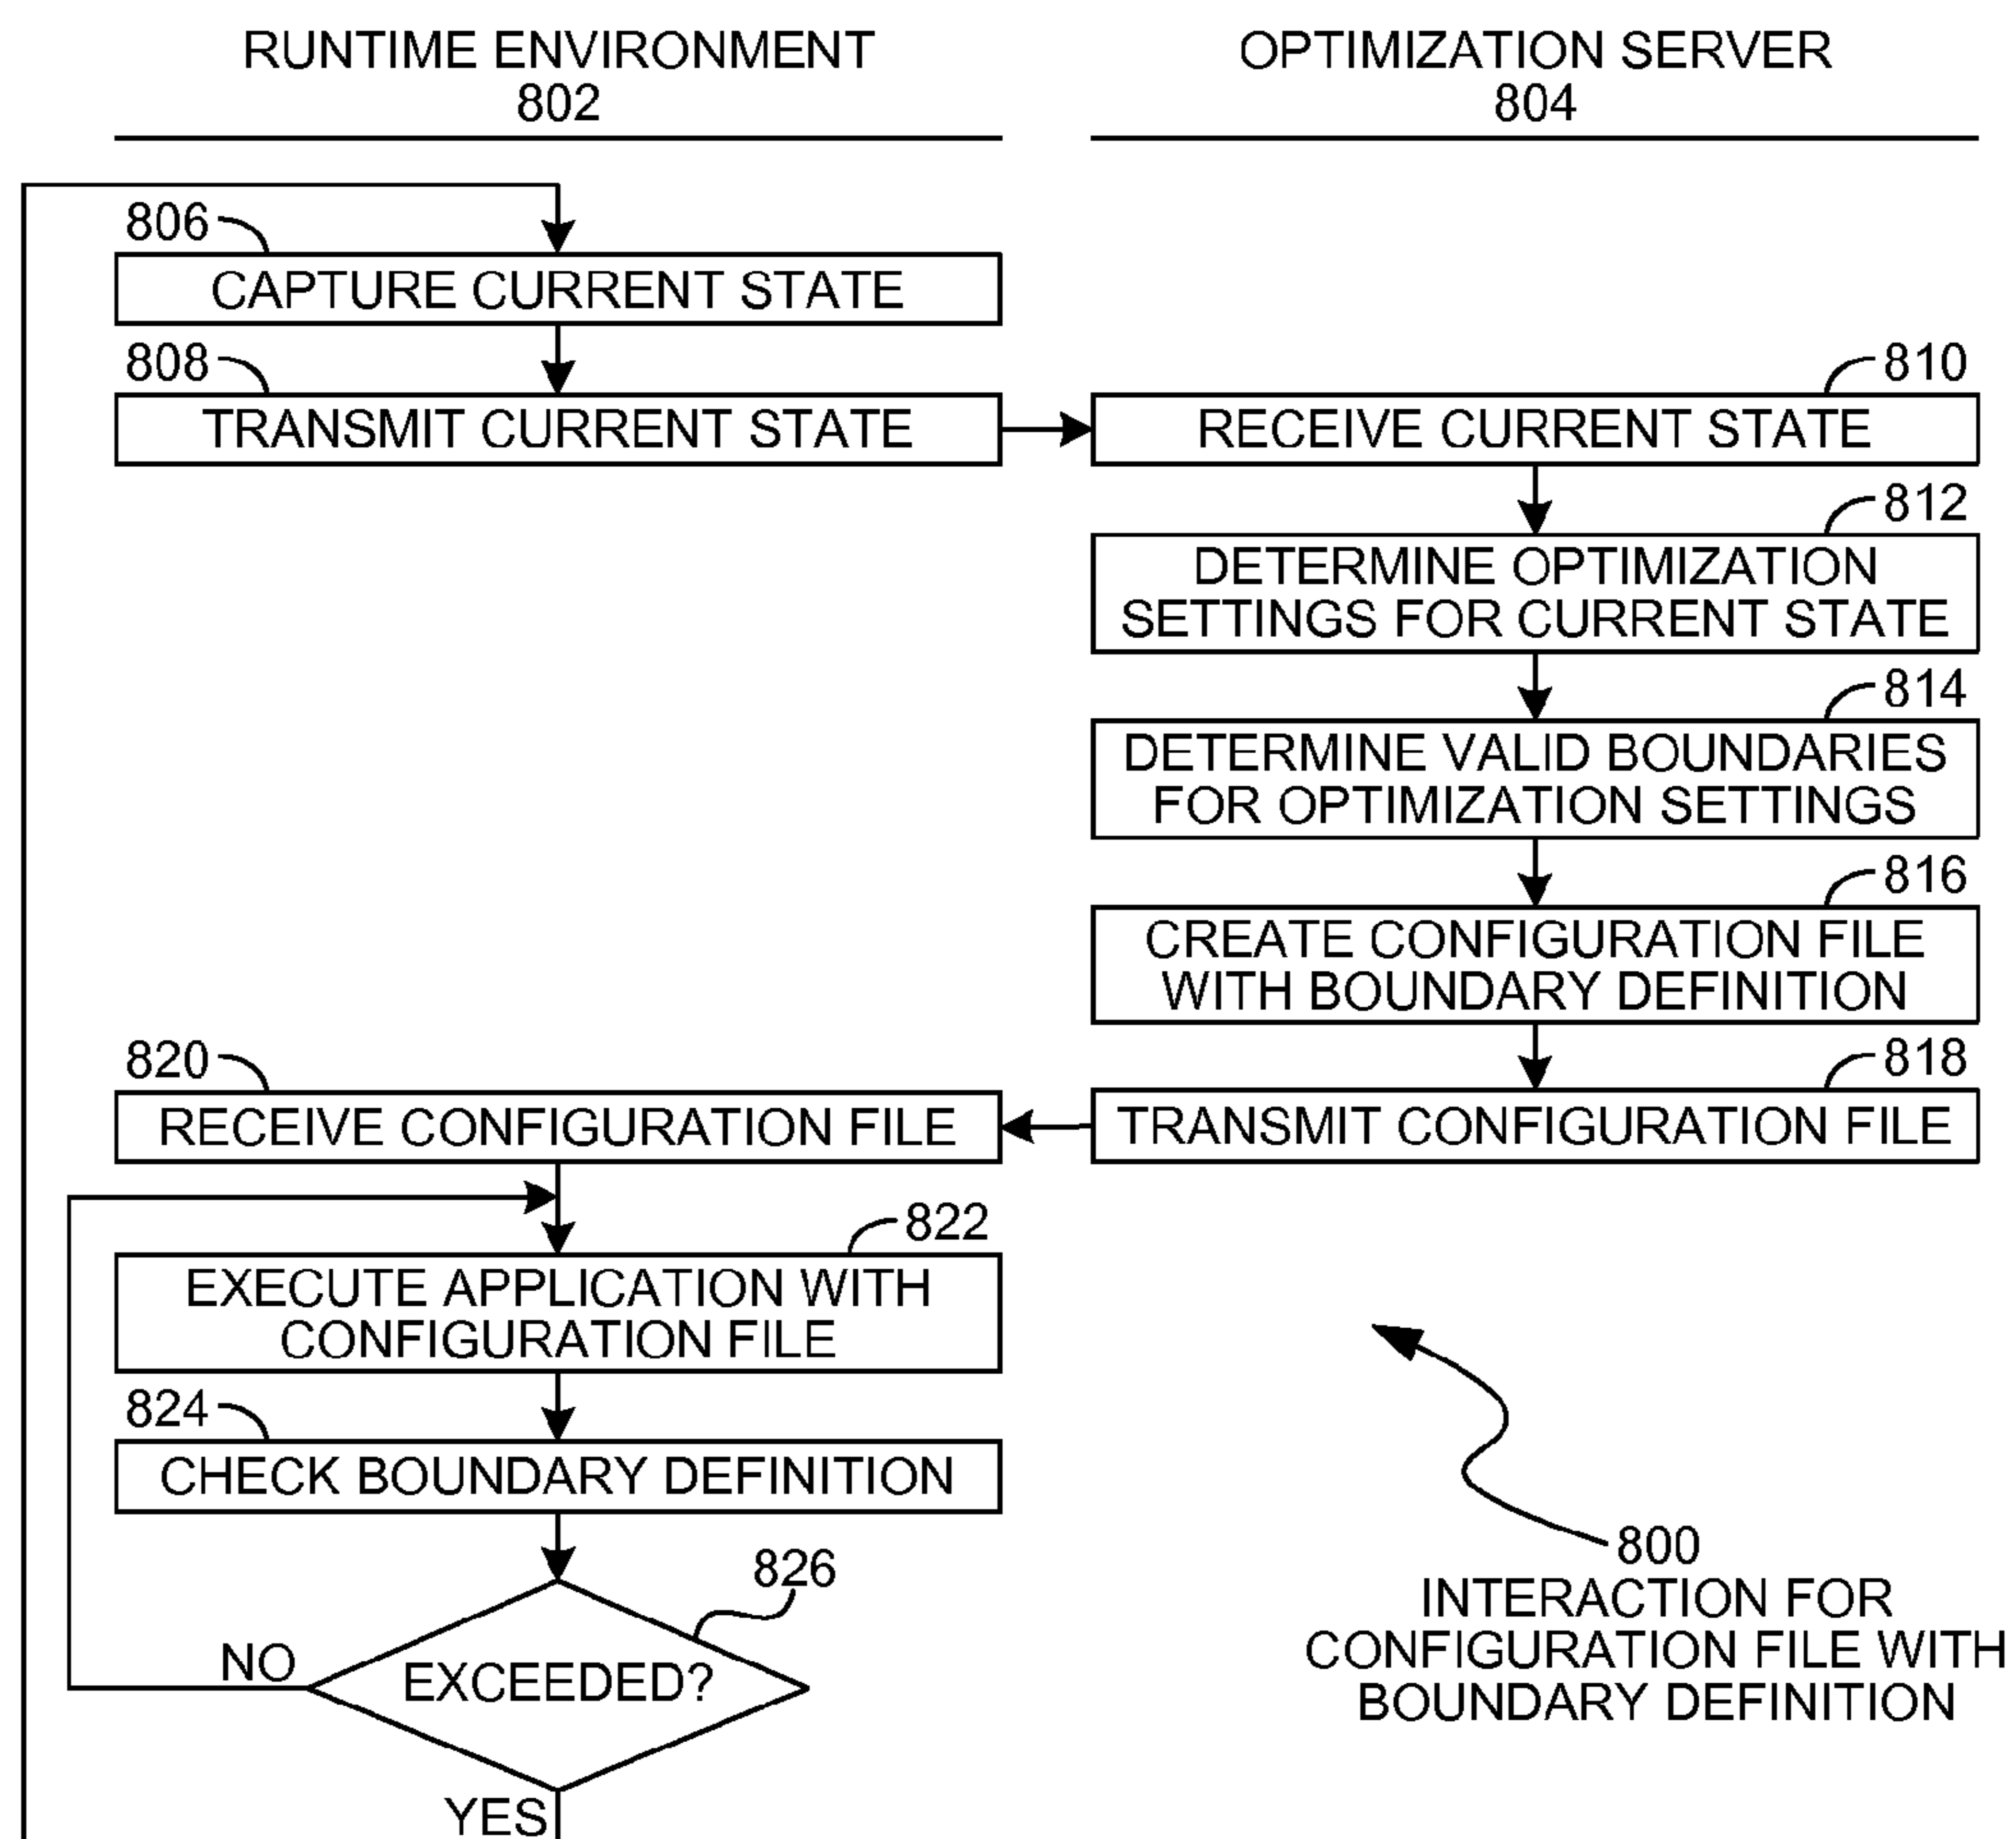 RUNTIME ENVIRONMENT
802
OPTIMIZATION SERVER
804
806
CAPTURE CURRENT STATE
808
TRANSMIT CURRENT STATE
810
RECEIVE CURRENT STATE
812
DETERMINE OPTIMIZATION
SETTINGS FOR CURRENT STATE
814
DETERMINE VALID BOUNDARIES
FOR OPTIMIZATION SETTINGS
816
CREATE CONFIGURATION FILE
WITH BOUNDARY DEFINITION
818
TRANSMIT CONFIGURATION FILE
820
RECEIVE CONFIGURATION FILE
822
EXECUTE APPLICATION WITH
CONFIGURATION FILE
824
CHECK BOUNDARY DEFINITION
826
EXCEEDED?
NO
YES
800
INTERACTION FOR
CONFIGURATION FILE WITH
BOUNDARY DEFINITION